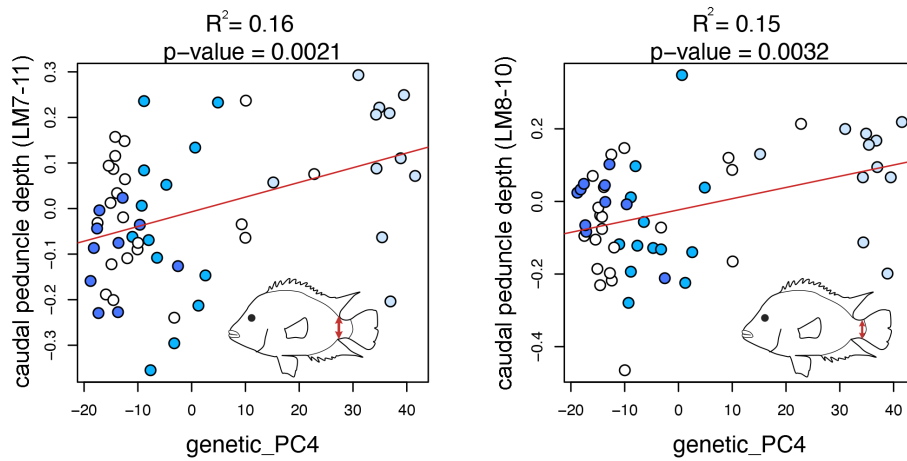 R²= 0.16
p−value = 0.0021
caudal peduncle depth (LM7-11)
0.3
0.2
0.1
0.0
−0.1
−0.2
−0.3
−20 −10 0 10 20 30 40
genetic_PC4
R²= 0.15
p−value = 0.0032
caudal peduncle depth (LM8-10)
0.2
0.0
−0.2
−0.4
−20 −10 0 10 20 30 40
genetic_PC4